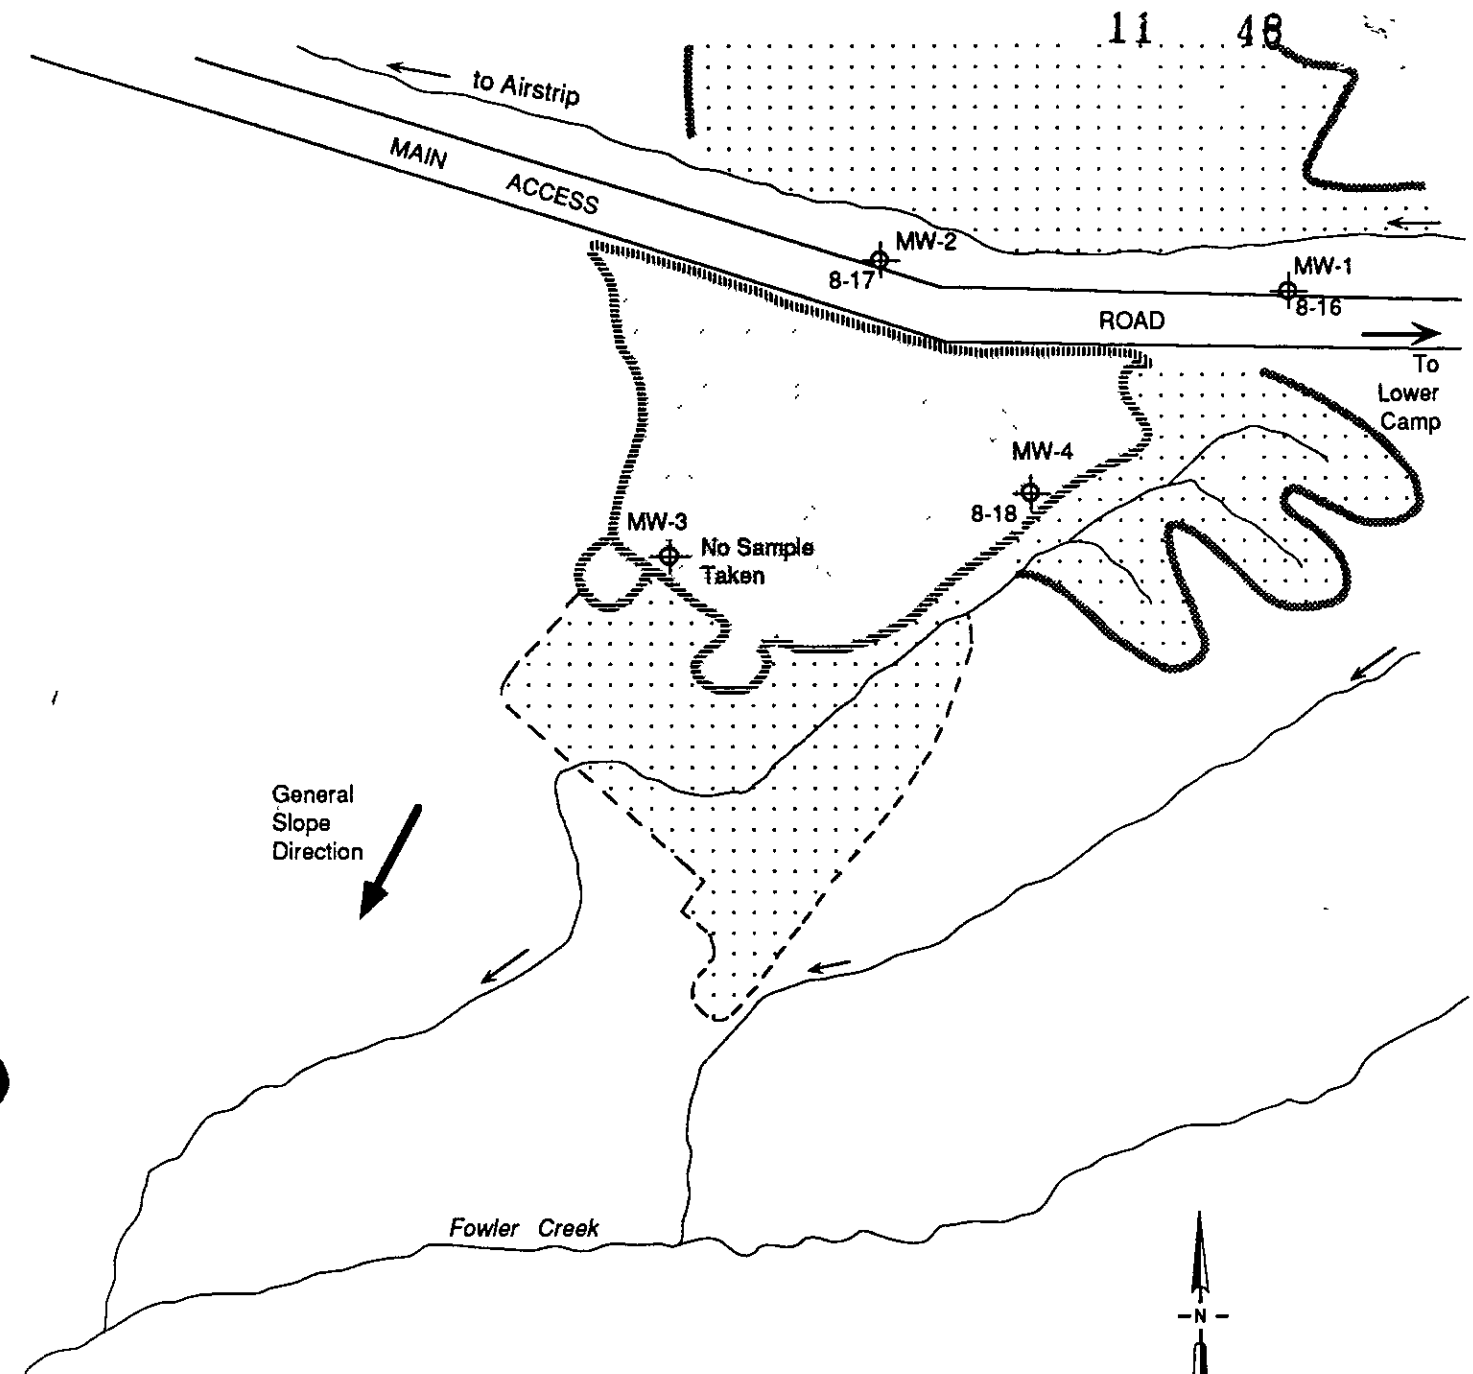 11 48
to Airstrip
MAIN ACCESS
MW-2
8-17
MW-1
8-16
ROAD
To
Lower
Camp
MW-4
8-18
MW-3
No Sample
Taken
General
Slope
Direction
Fowler Creek
N